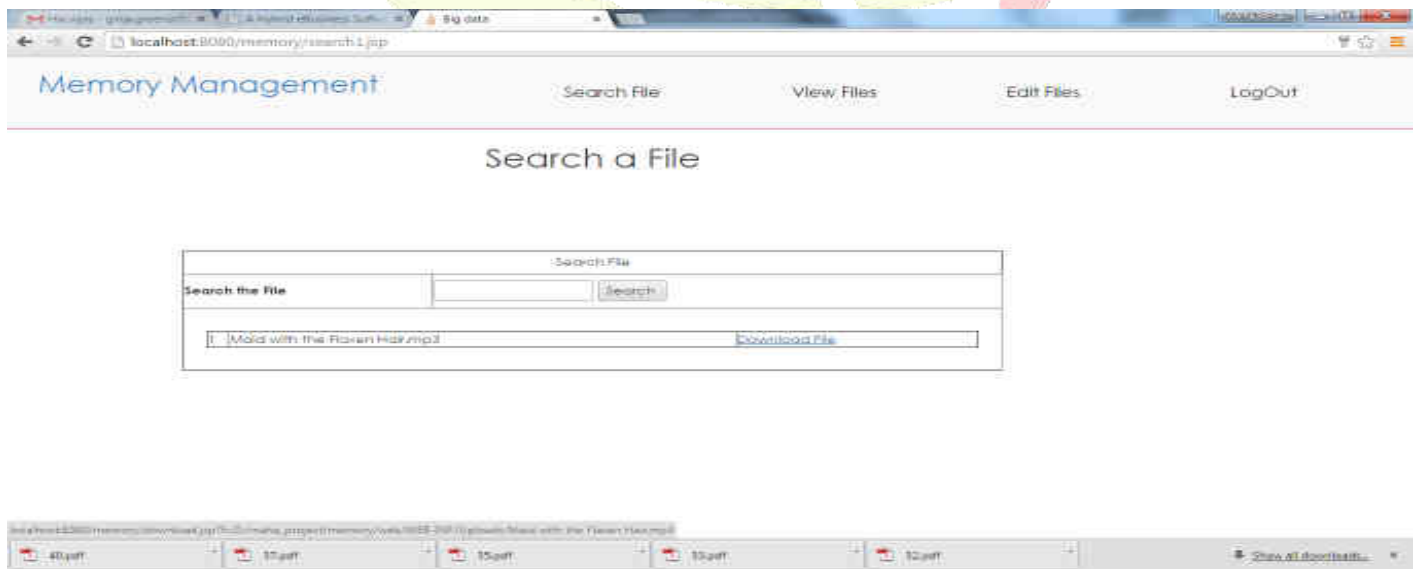 Big data
localhost:8080/memory/search1.jsp
Memory Management
Search File
View Files
Edit Files
LogOut
Search a File
Search File
Search the File
Search
1 Maid with the Flaxen Hair.mp3
Download File
40.pdf
37.pdf
35.pdf
33.pdf
32.pdf
Show all downloads...